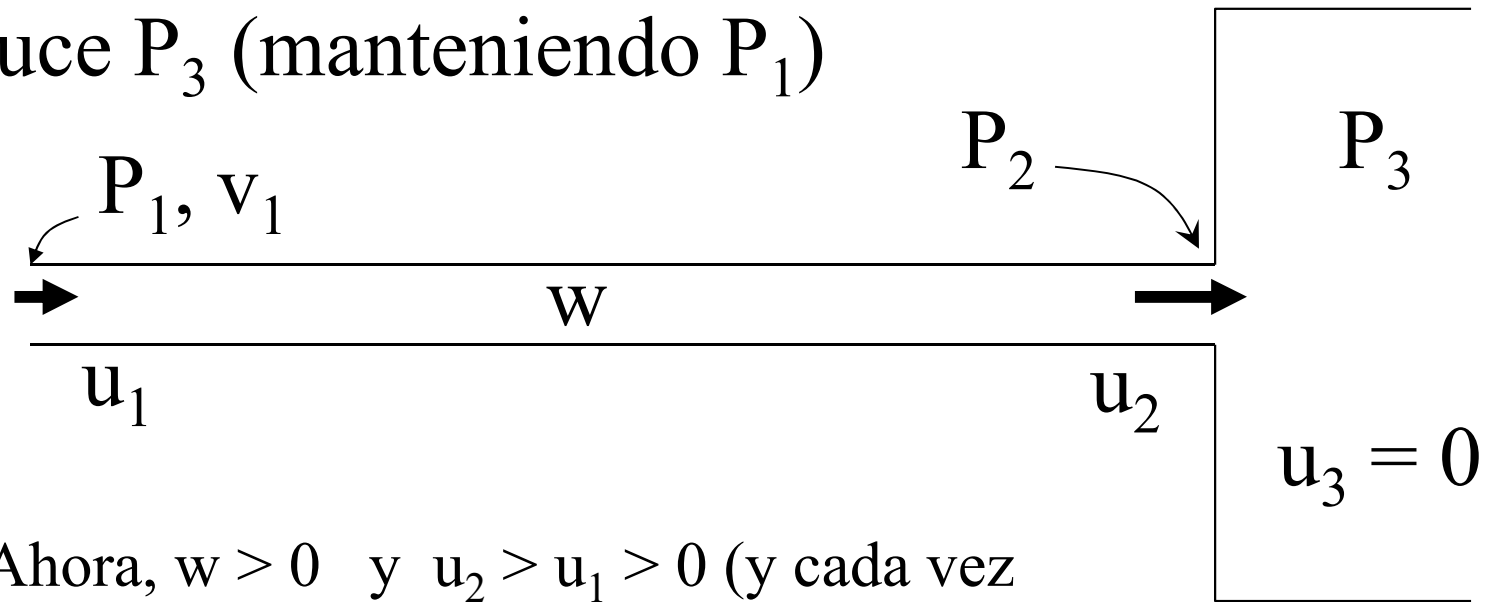 uce P₃ (manteniendo P₁)
P₂
P₃
P₁, v₁
w
u₁
u₂
u₃ = 0
Ahora, w > 0 y u₂ > u₁ > 0 (y cada vez